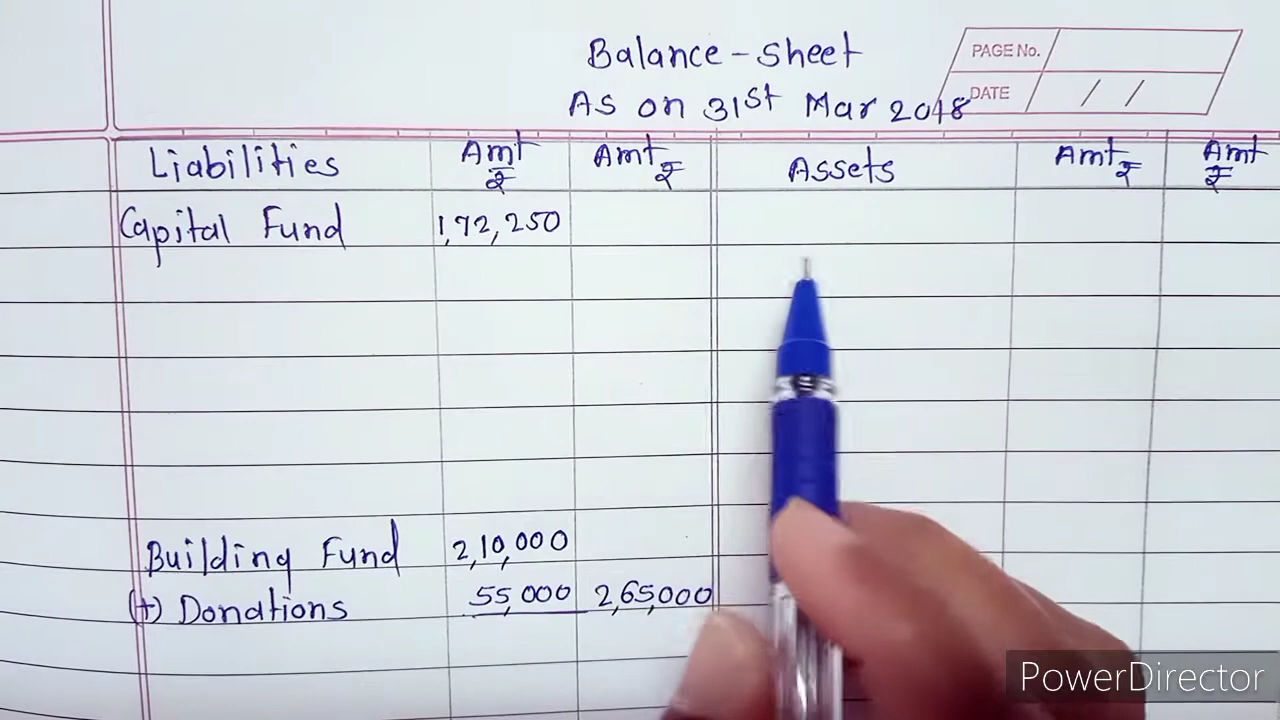 Balance - Sheet
PAGE No.
As on 31st Mar 2018
DATE / /
Liabilities Amt ₹ Amt ₹ Assets Amt ₹ Amt ₹
Capital Fund 1,72,250
Building Fund 2,10,000
(+) Donations 55,000 2,65,000
PowerDirector